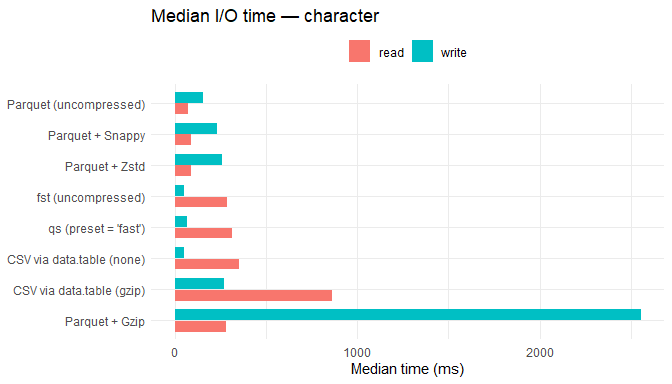 Median I/O time — character
read write
Parquet (uncompressed)
Parquet + Snappy
Parquet + Zstd
fst (uncompressed)
qs (preset = 'fast')
CSV via data.table (none)
CSV via data.table (gzip)
Parquet + Gzip
0 1000 2000
Median time (ms)